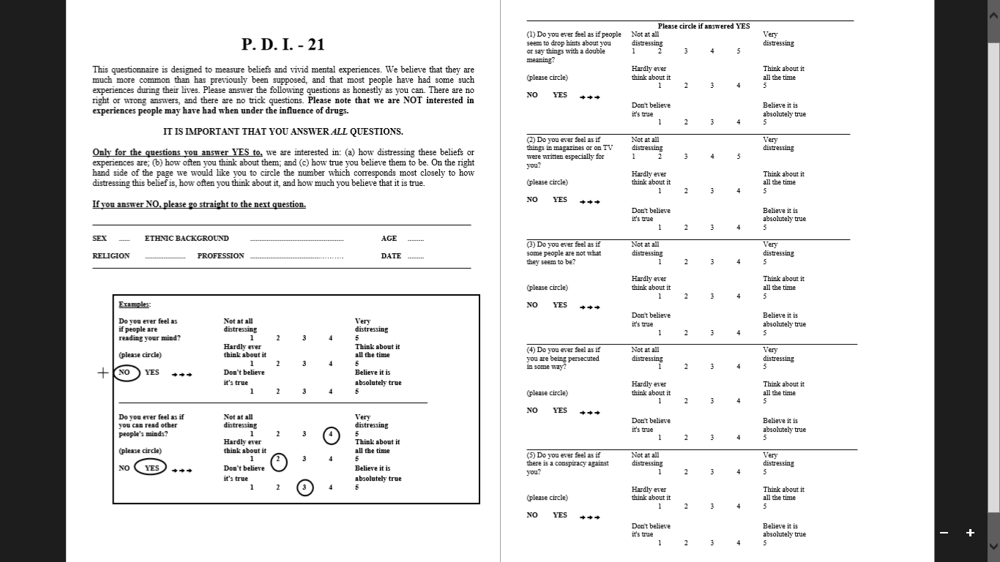 P. D. I. - 21
This questionnaire is designed to measure beliefs and vivid mental experiences. We believe that they are
much more common than has previously been supposed, and that most people have had some such
experiences during their lives. Please answer the following questions as honestly as you can. There are no
right or wrong answers, and there are no trick questions. Please note that we are NOT interested in
experiences people may have had when under the influence of drugs.
IT IS IMPORTANT THAT YOU ANSWER ALL QUESTIONS.
Only for the questions you answer YES to, we are interested in: (a) how distressing these beliefs or
experiences are; (b) how often you think about them; and (c) how true you believe them to be. On the right
hand side of the page we would like you to circle the number which corresponds most closely to how
distressing this belief is, how often you think about it, and how much you believe that it is true.
If you answer NO, please go straight to the next question.
SEX ...... ETHNIC BACKGROUND .................................................. AGE .........
RELIGION ...................... PROFESSION .................................................. DATE .........
Examples:
Do you ever feel as Not at all Very
if people are distressing distressing
reading your mind? 1 2 3 4 5
Hardly ever Think about it
(please circle) think about it all the time
1 2 3 4 5
NO YES Don't believe Believe it is
it's true absolutely true
1 2 3 4 5
Do you ever feel as if Not at all Very
you can read other distressing distressing
people's minds? 1 2 3 4 5
Hardly ever Think about it
(please circle) think about it all the time
1 2 3 4 5
NO YES Don't believe Believe it is
it's true absolutely true
1 2 3 4 5
Please circle if answered YES
(1) Do you ever feel as if people Not at all Very
seem to drop hints about you distressing distressing
or say things with a double 1 2 3 4 5
meaning?
Hardly ever Think about it
(please circle) think about it all the time
1 2 3 4 5
NO YES
Don't believe Believe it is
it's true absolutely true
1 2 3 4 5
(2) Do you ever feel as if Not at all Very
things in magazines or on TV distressing distressing
were written especially for 1 2 3 4 5
you?
Hardly ever Think about it
(please circle) think about it all the time
1 2 3 4 5
NO YES
Don't believe Believe it is
it's true absolutely true
1 2 3 4 5
(3) Do you ever feel as if Not at all Very
some people are not what distressing distressing
they seem to be? 1 2 3 4 5
Hardly ever Think about it
(please circle) think about it all the time
1 2 3 4 5
NO YES
Don't believe Believe it is
it's true absolutely true
1 2 3 4 5
(4) Do you ever feel as if Not at all Very
you are being persecuted distressing distressing
in some way? 1 2 3 4 5
Hardly ever Think about it
(please circle) think about it all the time
1 2 3 4 5
NO YES
Don't believe Believe it is
it's true absolutely true
1 2 3 4 5
(5) Do you ever feel as if Not at all Very
there is a conspiracy against distressing distressing
you? 1 2 3 4 5
Hardly ever Think about it
(please circle) think about it all the time
1 2 3 4 5
NO YES
Don't believe Believe it is
it's true absolutely true
1 2 3 4 5